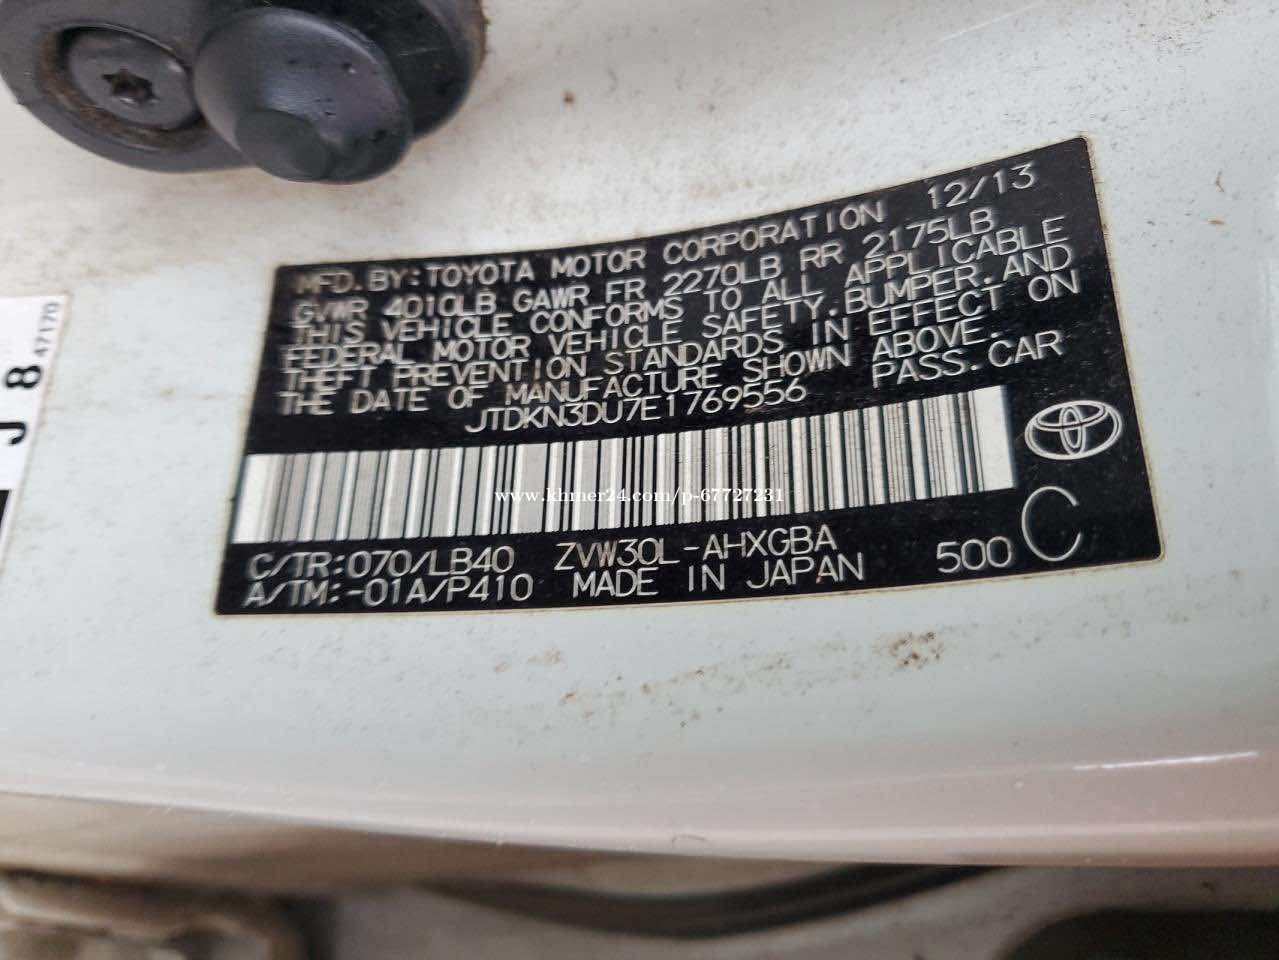 MFD.BY:TOYOTA MOTOR CORPORATION 12/13
GVWR 4010LB GAWR FR 2270LB RR 2175LB
THIS VEHICLE CONFORMS TO ALL APPLICABLE
FEDERAL MOTOR VEHICLE SAFETY.BUMPER.AND
THEFT PREVENTION STANDARDS IN EFFECT ON
THE DATE OF MANUFACTURE SHOWN ABOVE.
JTDKN3DU7E1769556 PASS.CAR
www.khmer24.com/p-67727231
C/TR:070/LB40 ZVW30L-AHXGBA
A/TM:-01A/P410 MADE IN JAPAN 500 C
J 8 47170